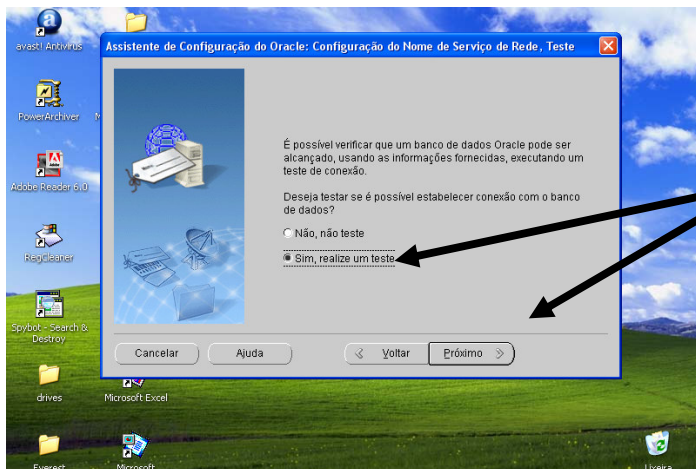 avast! Antivirus
Assistente de Configuração do Oracle: Configuração do Nome de Serviço de Rede, Teste
PowerArchiver
M
Adobe Reader 6.0
RegCleaner
Spybot - Search &
Destroy
É possível verificar que um banco de dados Oracle pode ser
alcançado, usando as informações fornecidas, executando um
teste de conexão.
Deseja testar se é possível estabelecer conexão com o banco
de dados?
Não, não teste
Sim, realize um teste
Cancelar
Ajuda
Voltar
Próximo
drives
Microsoft Excel
Everest
Microsoft
Lixeira